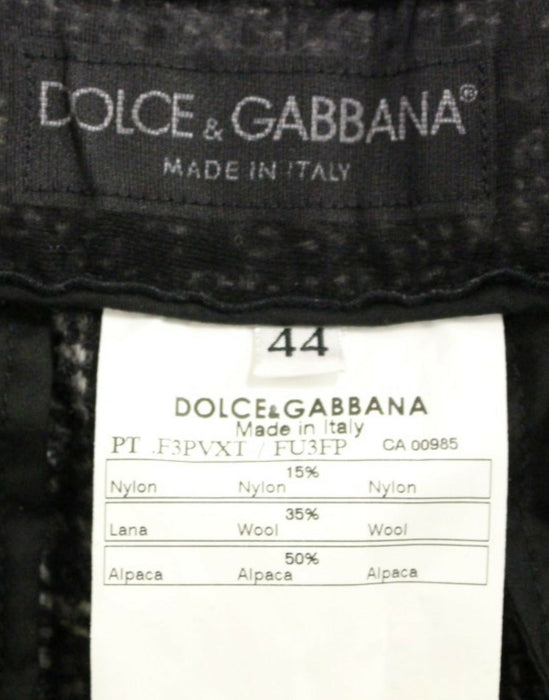 DOLCE & GABBANA®
MADE IN ITALY
44
DOLCE&GABBANA
Made in Italy
PT .F3PVXT / FU3FP CA 00985
15%
Nylon Nylon Nylon
35%
Lana Wool Wool
50%
Alpaca Alpaca Alpaca